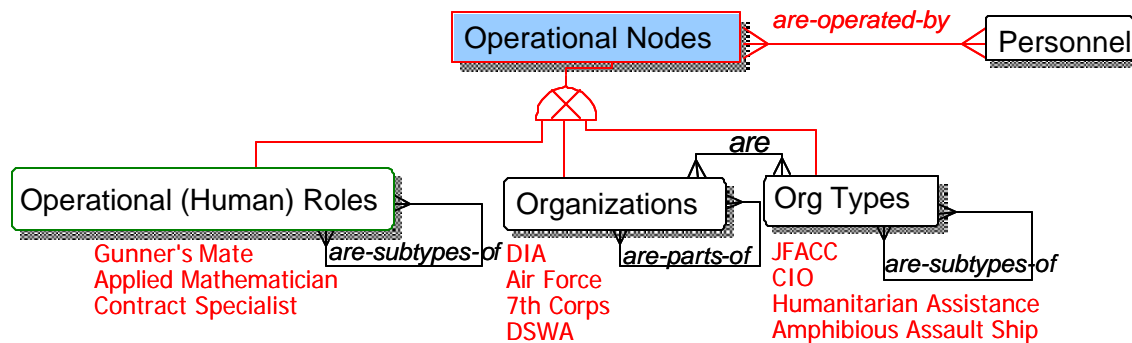 are-operated-by
Operational Nodes
Personnel
are
Operational (Human) Roles
Organizations
Org Types
are-subtypes-of
are-parts-of
are-subtypes-of
Gunner's Mate
Applied Mathematician
Contract Specialist
DIA
Air Force
7th Corps
DSWA
JFACC
CIO
Humanitarian Assistance
Amphibious Assault Ship